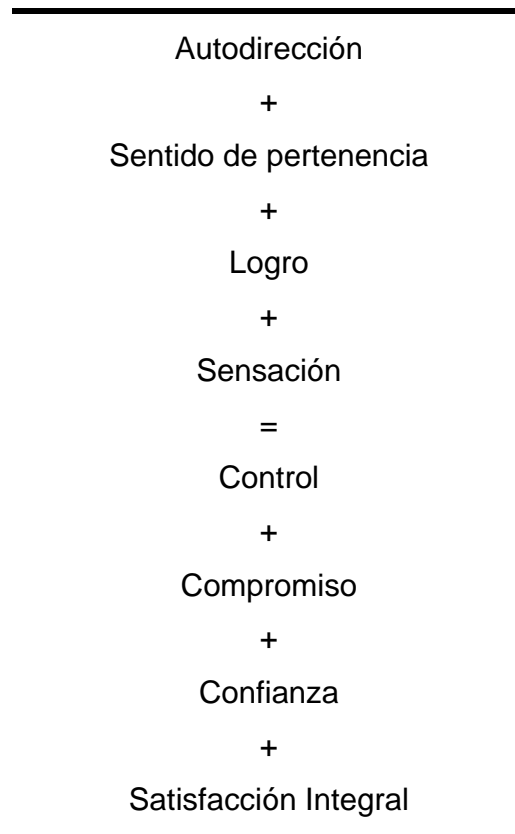 Autodirección
+
Sentido de pertenencia
+
Logro
+
Sensación
=
Control
+
Compromiso
+
Confianza
+
Satisfacción Integral